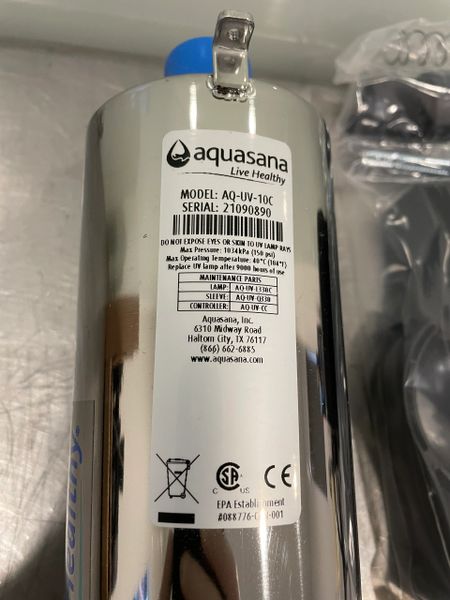 aquasana
Live Healthy
MODEL: AQ-UV-10C
SERIAL: 21090890
DO NOT EXPOSE EYES OR SKIN TO UV LAMP RAYS
Max Pressure: 1034kPa (150 psi)
Max Operating Temperature: 40°C (104°F)
Replace UV lamp after 9000 hours of use
MAINTENANCE PARTS
LAMP: AQ-UV-L330C
SLEEVE: AQ-UV-Q330
CONTROLLER: AQ-UV-CC
Aquasana, Inc.
6310 Midway Road
Haltom City, TX 76117
(866) 662-6885
www.aquasana.com
C SA US
CE
EPA Establishment